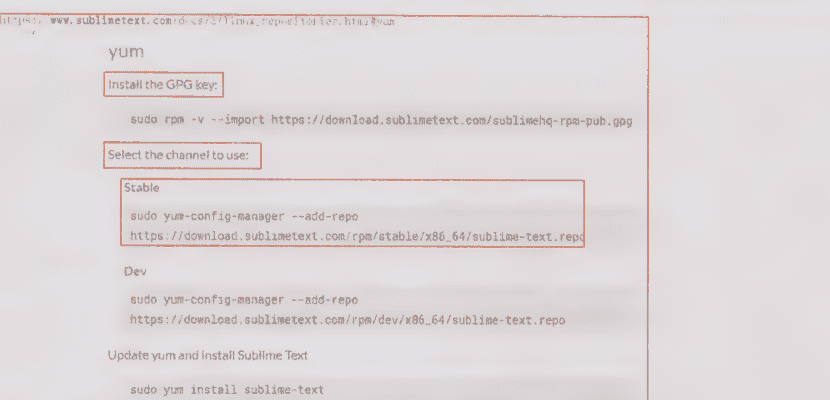 www.sublimetext.com
yum
Install the GPG key:
sudo rpm -v --import https://download.sublimetext.com/sublimehq-rpm-pub.gpg
Select the channel to use:
Stable
sudo yum-config-manager --add-repo
https://download.sublimetext.com/rpm/stable/x86_64/sublime-text.repo
Dev
sudo yum-config-manager --add-repo
https://download.sublimetext.com/rpm/dev/x86_64/sublime-text.repo
Update yum and install Sublime Text
sudo yum install sublime-text